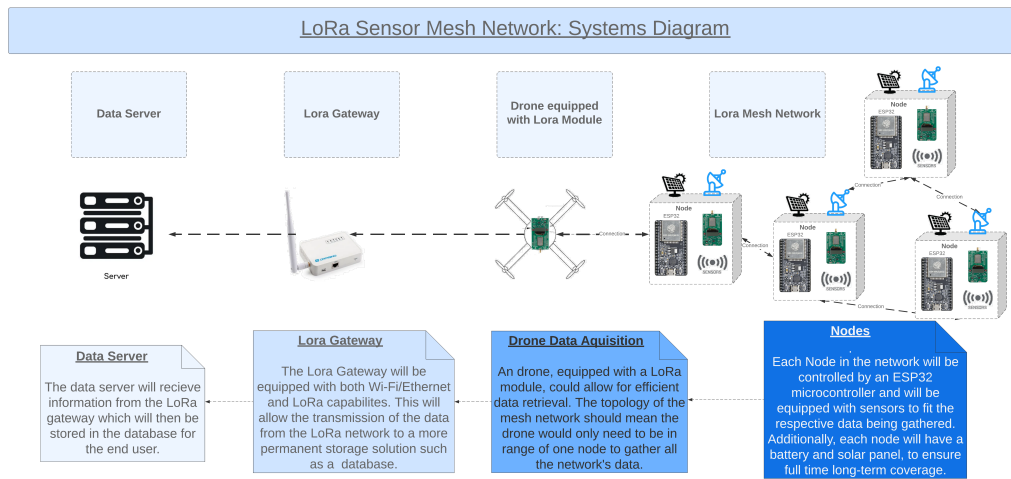 LoRa Sensor Mesh Network: Systems Diagram
Data Server
Lora Gateway
Drone equipped
with Lora Module
Lora Mesh Network
Node
ESP32
SENSORS
Connection
Connection
Node
ESP32
SENSORS
Connection
Connection
Node
ESP32
SENSORS
Connection
Node
ESP32
SENSORS
Server
Data Server
The data server will recieve
information from the LoRa
gateway which will then be
stored in the database for
the end user.
Lora Gateway
The Lora Gateway will be
equipped with both Wi-Fi/Ethernet
and LoRa capabilites. This will
allow the transmission of the data
from the LoRa network to a more
permanent storage solution such
as a  database.
Drone Data Aquisition
An drone, equipped with a LoRa
module, could allow for efficient
data retrieval. The topology of the
mesh network should mean the
drone would only need to be in
range of one node to gather all
the network's data.
Nodes
.
Each Node in the network will be
controlled by an ESP32
microcontroller and will be
equipped with sensors to fit the
respective data being gathered.
Additionally, each node will have a
battery and solar panel, to ensure
full time long-term coverage.